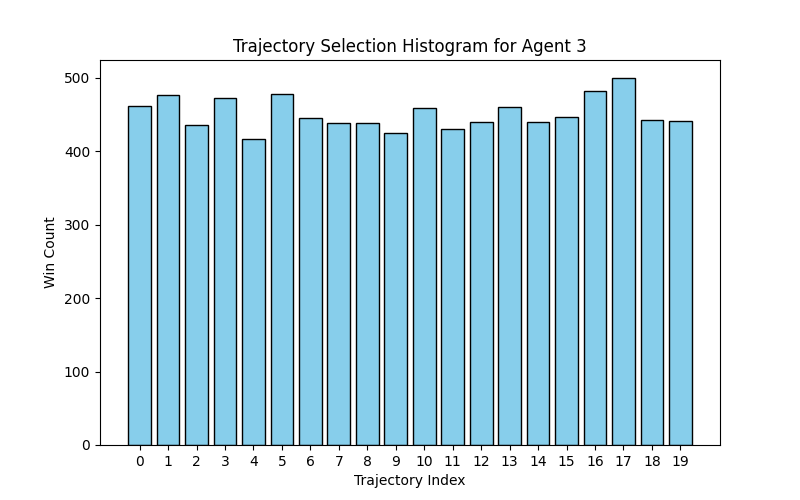 Trajectory Selection Histogram for Agent 3
500
400
300
200
100
0
Win Count
0 1 2 3 4 5 6 7 8 9 10 11 12 13 14 15 16 17 18 19
Trajectory Index